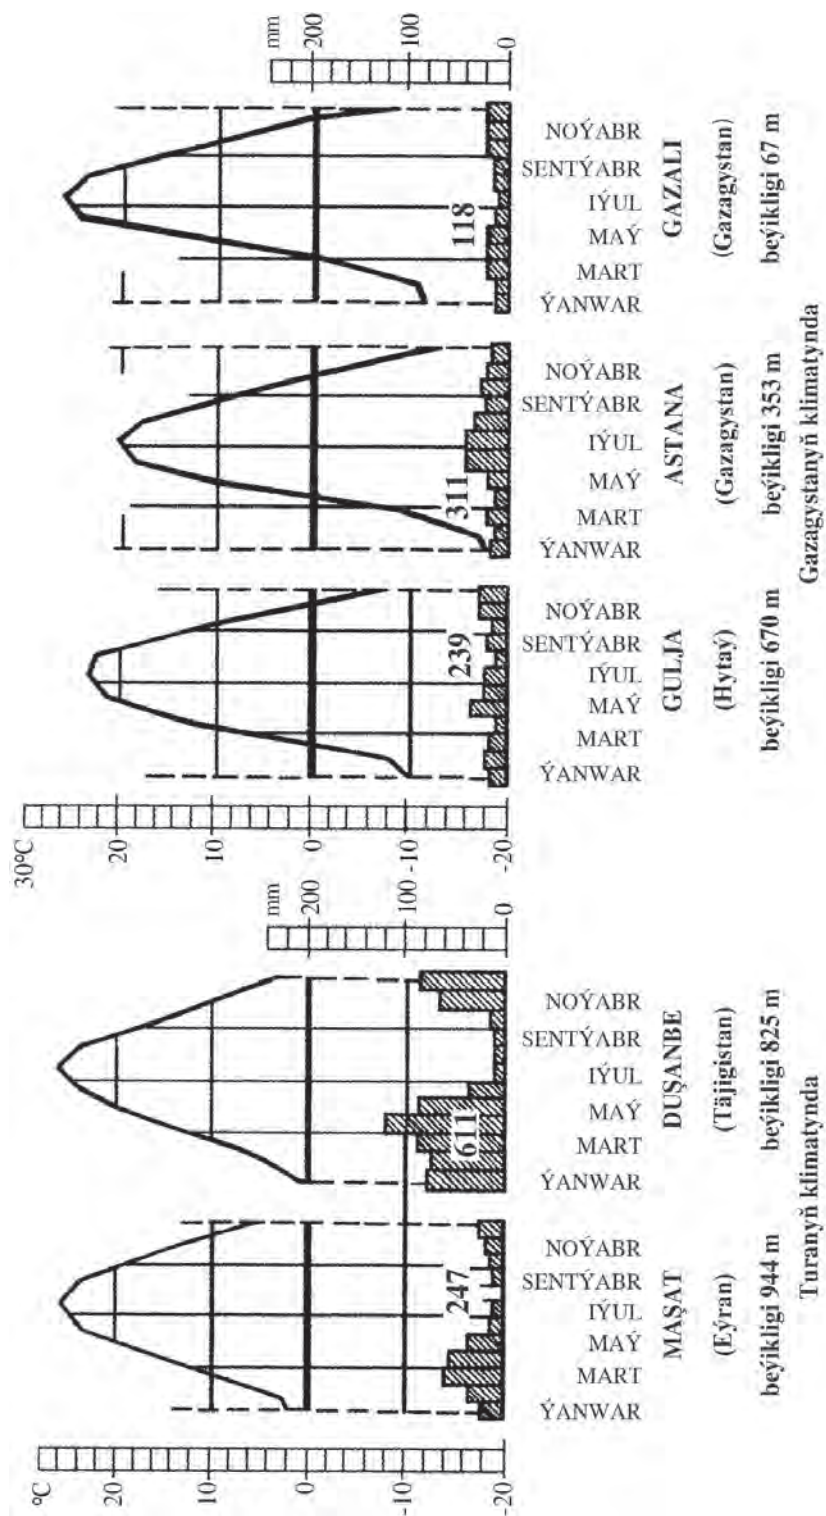 °C
20
10
0
-10
-20
247
ÝANWAR
MART
MAÝ
IÝUL
SENTÝABR
NOÝABR
MAŞAT
(Eýran)
beýikligi 944 m
611
ÝANWAR
MART
MAÝ
IÝUL
SENTÝABR
NOÝABR
DUŞANBE
(Täjigistan)
beýikligi 825 m
mm
200
100
0
Turanyň klimatynda
30°C
20
10
0
-10
-20
239
ÝANWAR
MART
MAÝ
IÝUL
SENTÝABR
NOÝABR
GULJA
(Hytaý)
beýikligi 670 m
311
ÝANWAR
MART
MAÝ
IÝUL
SENTÝABR
NOÝABR
ASTANA
(Gazagystan)
beýikligi 353 m
118
ÝANWAR
MART
MAÝ
IÝUL
SENTÝABR
NOÝABR
GAZALI
(Gazagystan)
beýikligi 67 m
mm
200
100
0
Gazagystanyň klimatynda